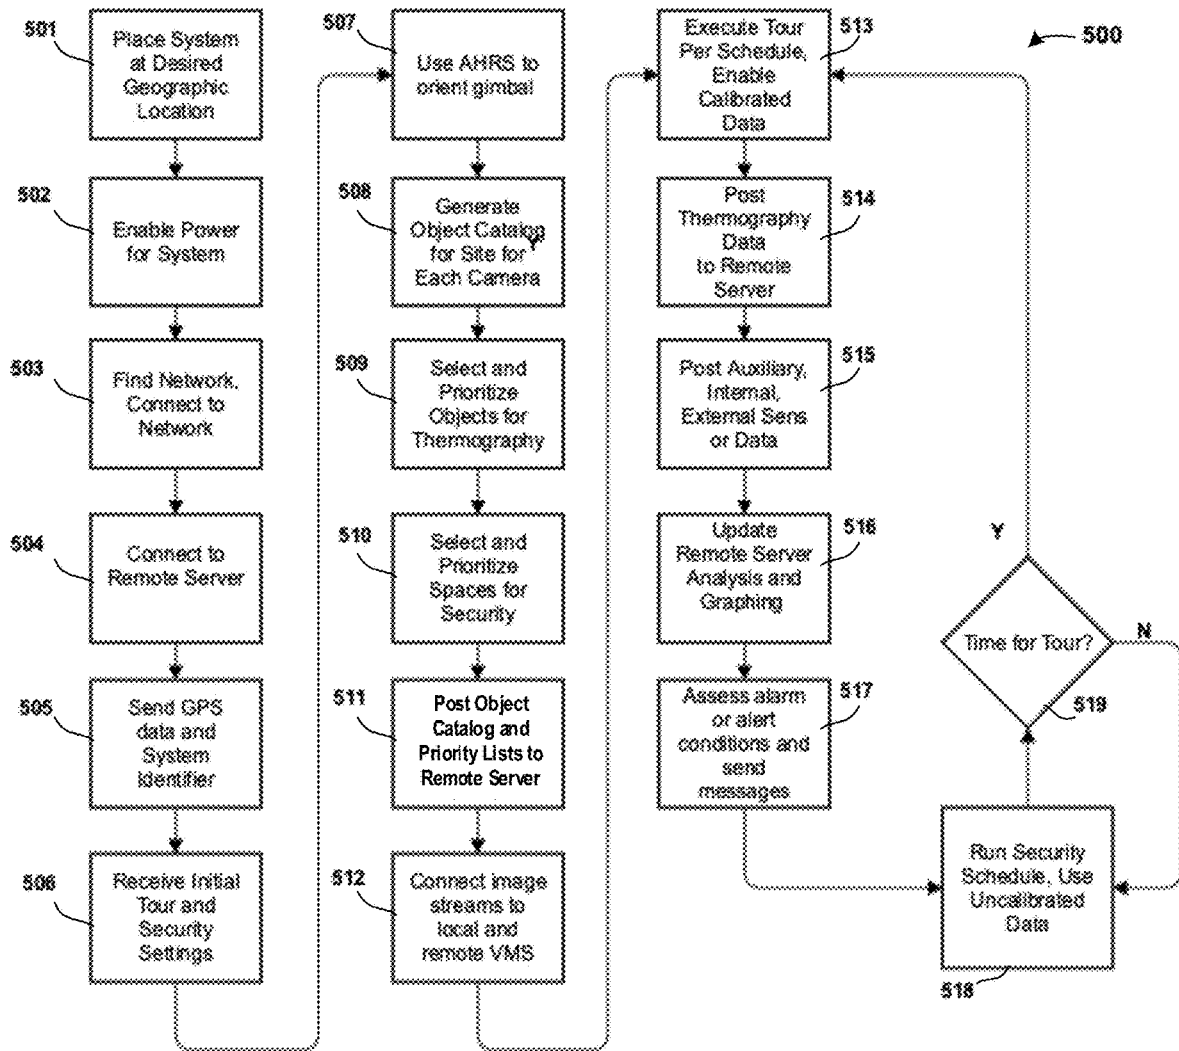 501
Place System
at Desired
Geographic
Location
502
Enable Power
for System
503
Find Network,
Connect to
Network
504
Connect to
Remote Server
505
Send GPS
data and
System
Identifier
506
Receive Initial
Tour and
Security
Settings
507
Use AHRS to
orient gimbal
508
Generate
Object Catalog
for Site for
Y
Each Camera
509
Select and
Prioritize
Objects for
Thermography
510
Select and
Prioritize
Spaces for
Security
511
Post Object
Catalog and
Priority Lists to
Remote Server
512
Connect image
streams to
local and
remote VMS
513
Execute Tour
Per Schedule,
Enable
Calibrated
Data
514
Post
Thermography
Data
to Remote
Server
515
Post Auxiliary,
Internal,
External Sens
or Data
516
Update
Remote Server
Analysis and
Graphing
517
Assess alarm
or alert
conditions and
send
messages
500
Y
Time for Tour?
N
519
Run Security
Schedule, Use
Uncalibrated
Data
518